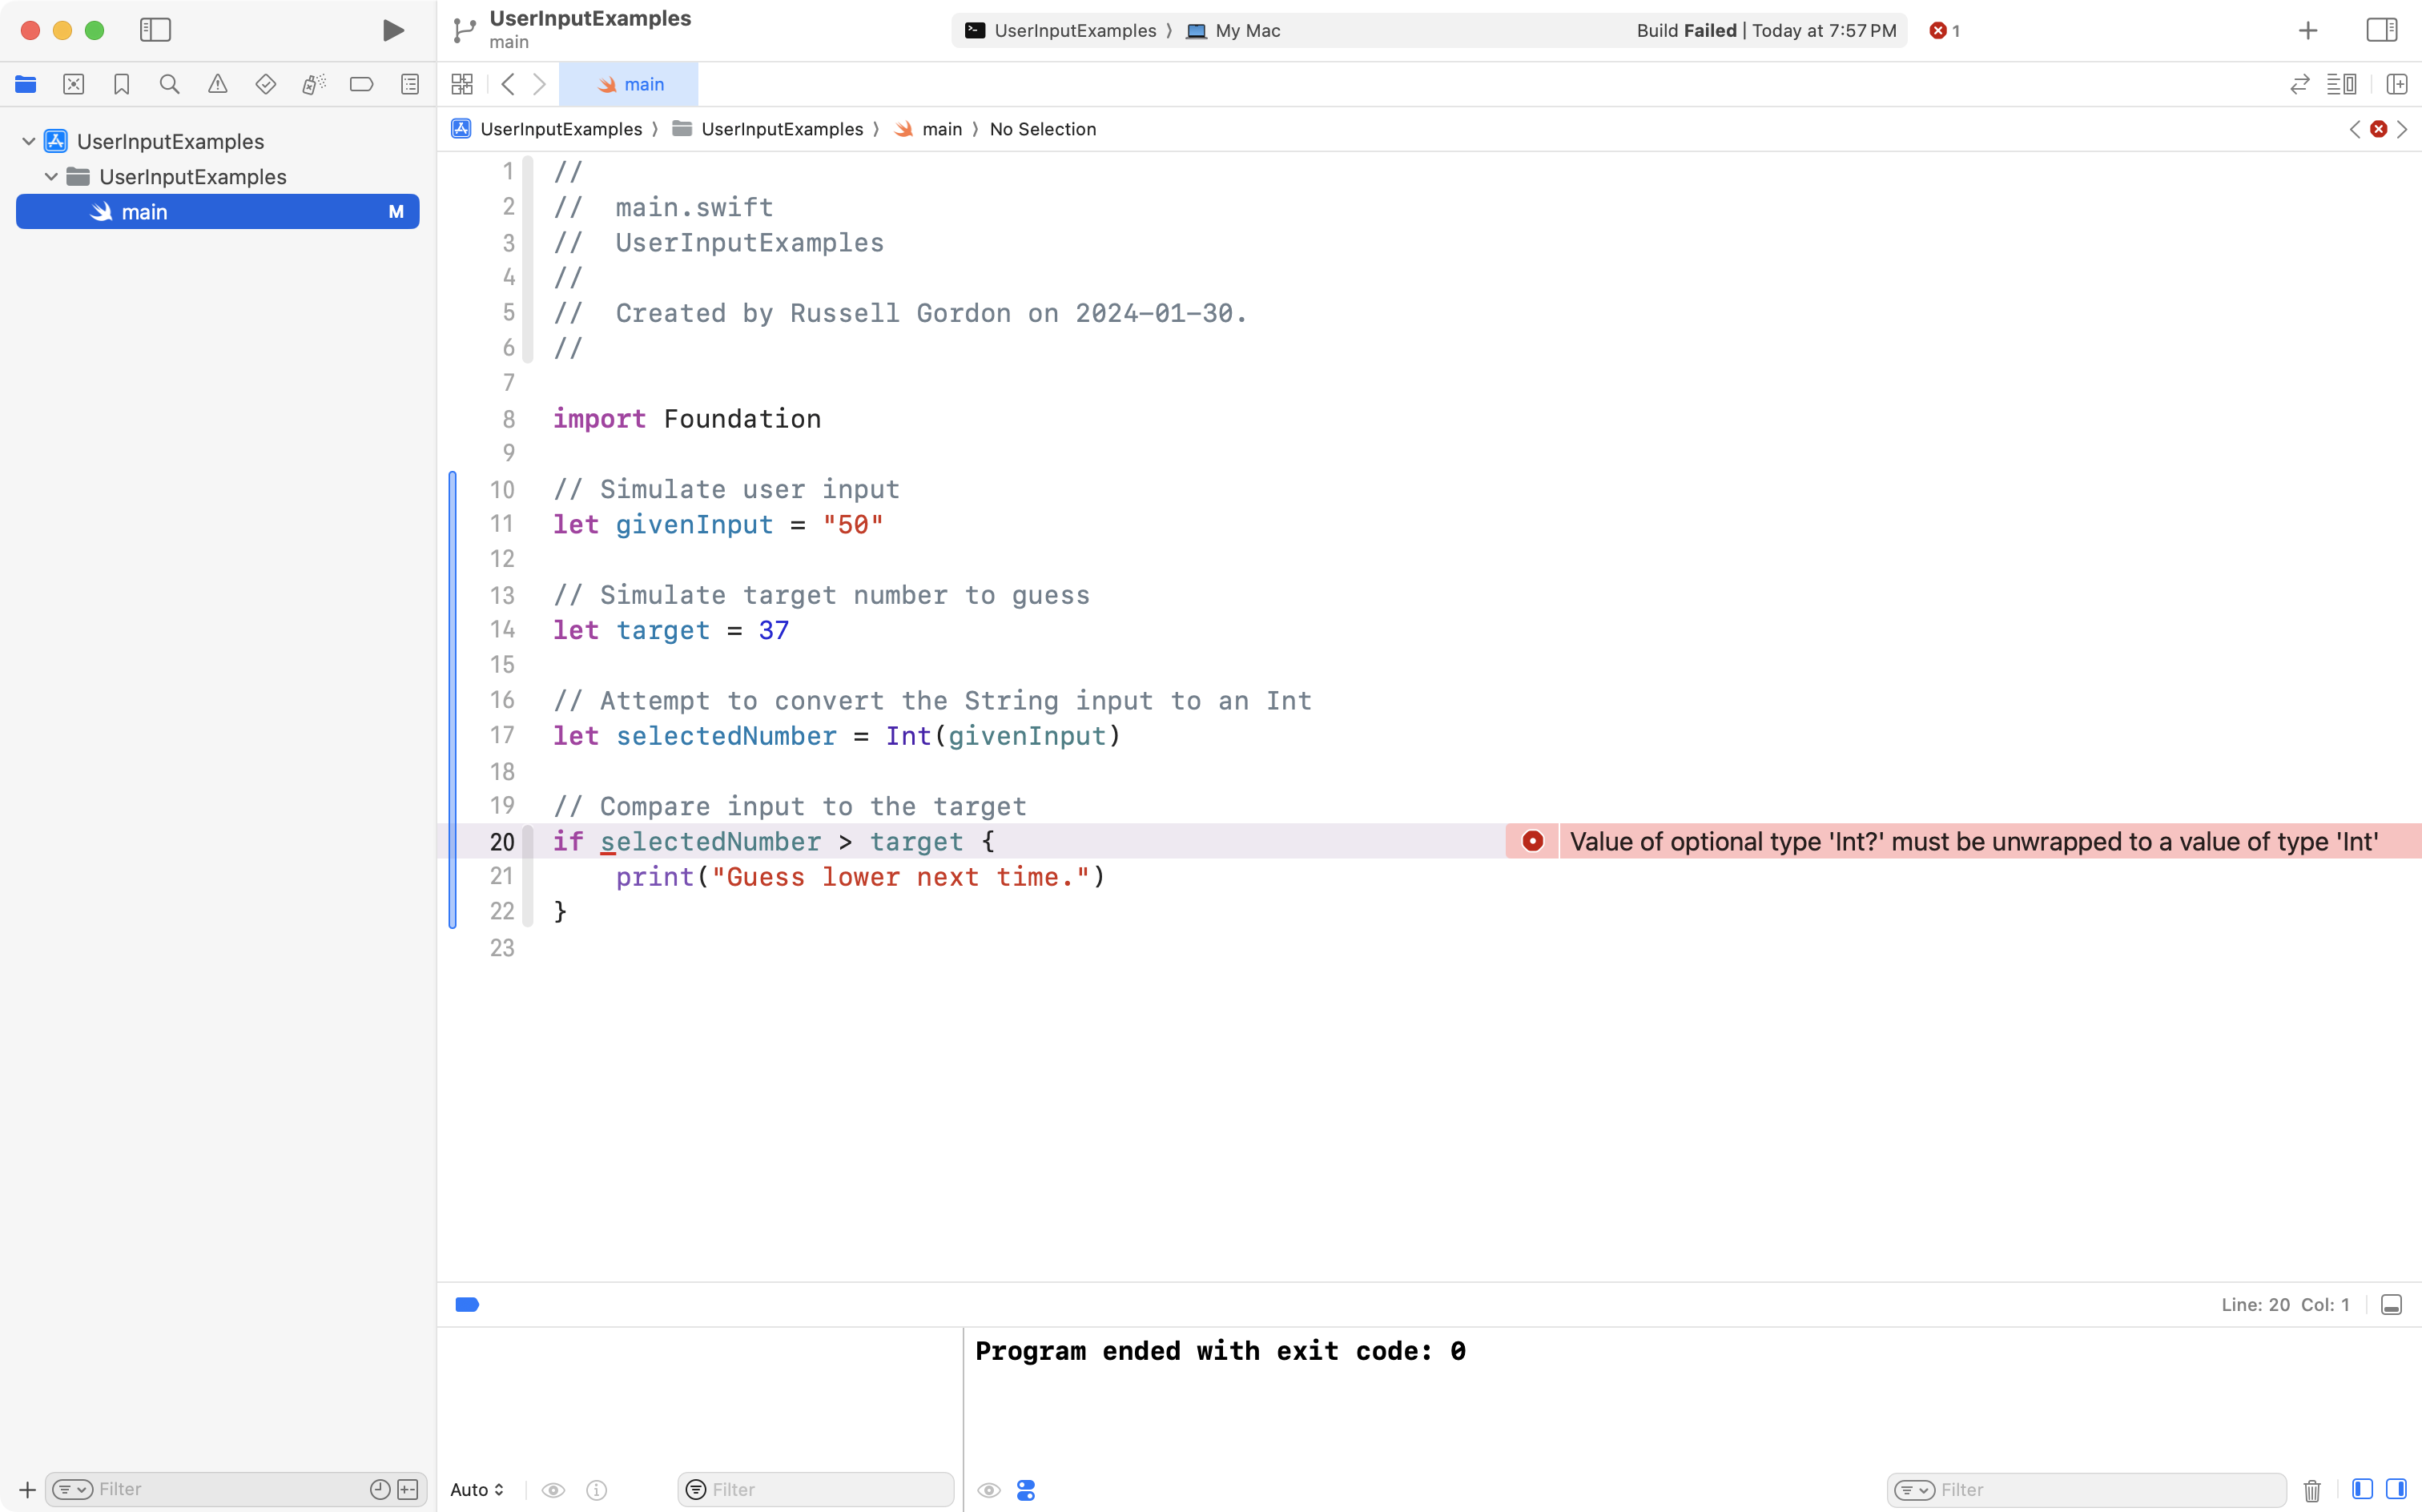 UserInputExamples
main
UserInputExamples ⟩ My Mac
Build Failed | Today at 7:57 PM
1
main
UserInputExamples
UserInputExamples
main M
UserInputExamples ⟩ UserInputExamples ⟩ main ⟩ No Selection
1 //
2 //  main.swift
3 //  UserInputExamples
4 //
5 //  Created by Russell Gordon on 2024-01-30.
6 //
7
8 import Foundation
9
10 // Simulate user input
11 let givenInput = "50"
12
13 // Simulate target number to guess
14 let target = 37
15
16 // Attempt to convert the String input to an Int
17 let selectedNumber = Int(givenInput)
18
19 // Compare input to the target
20 if selectedNumber > target {
Value of optional type 'Int?' must be unwrapped to a value of type 'Int'
21     print("Guess lower next time.")
22 }
23
Line: 20 Col: 1
Program ended with exit code: 0
Filter
Auto
Filter
Filter